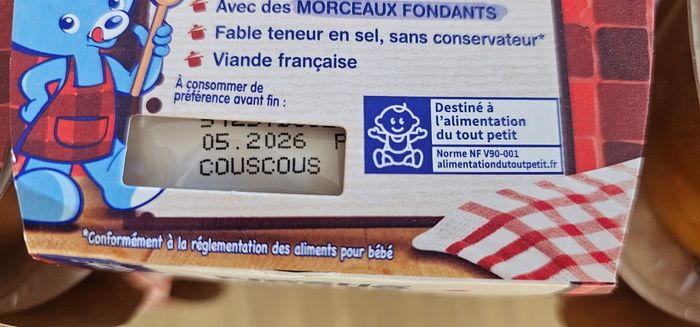 Avec des MORCEAUX FONDANTS
Fable teneur en sel, sans conservateur*
Viande française
À consommer de
préférence avant fin :
05.2026
COUSCOUS
Destiné à
l'alimentation
du tout petit
Norme NF V90-001
alimentationdutoutpetit.fr
*Conformément à la réglementation des aliments pour bébé